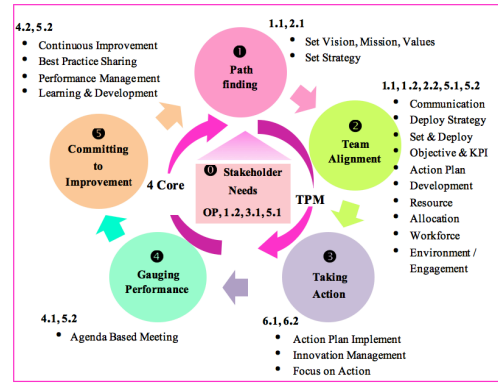 4.2, 5.2
• Continuous Improvement
• Best Practice Sharing
• Performance Management
• Learning & Development
1.1, 2.1
• Set Vision, Mission, Values
• Set Strategy
❶
Path
finding
1.1, 1.2, 2.2, 5.1, 5.2
• Communication
• Deploy Strategy
• Set & Deploy
• Objective & KPI
• Action Plan
• Development
• Resource
• Allocation
• Workforce
• Environment /
Engagement
❷
Team
Alignment
❺
Committing
to
Improvement
4 Core
⓿ Stakeholder
Needs
OP, 1.2, 3.1, 5.1
TPM
❹
Gauging
Performance
❸
Taking
Action
4.1, 5.2
• Agenda Based Meeting
6.1, 6.2
• Action Plan Implement
• Innovation Management
• Focus on Action